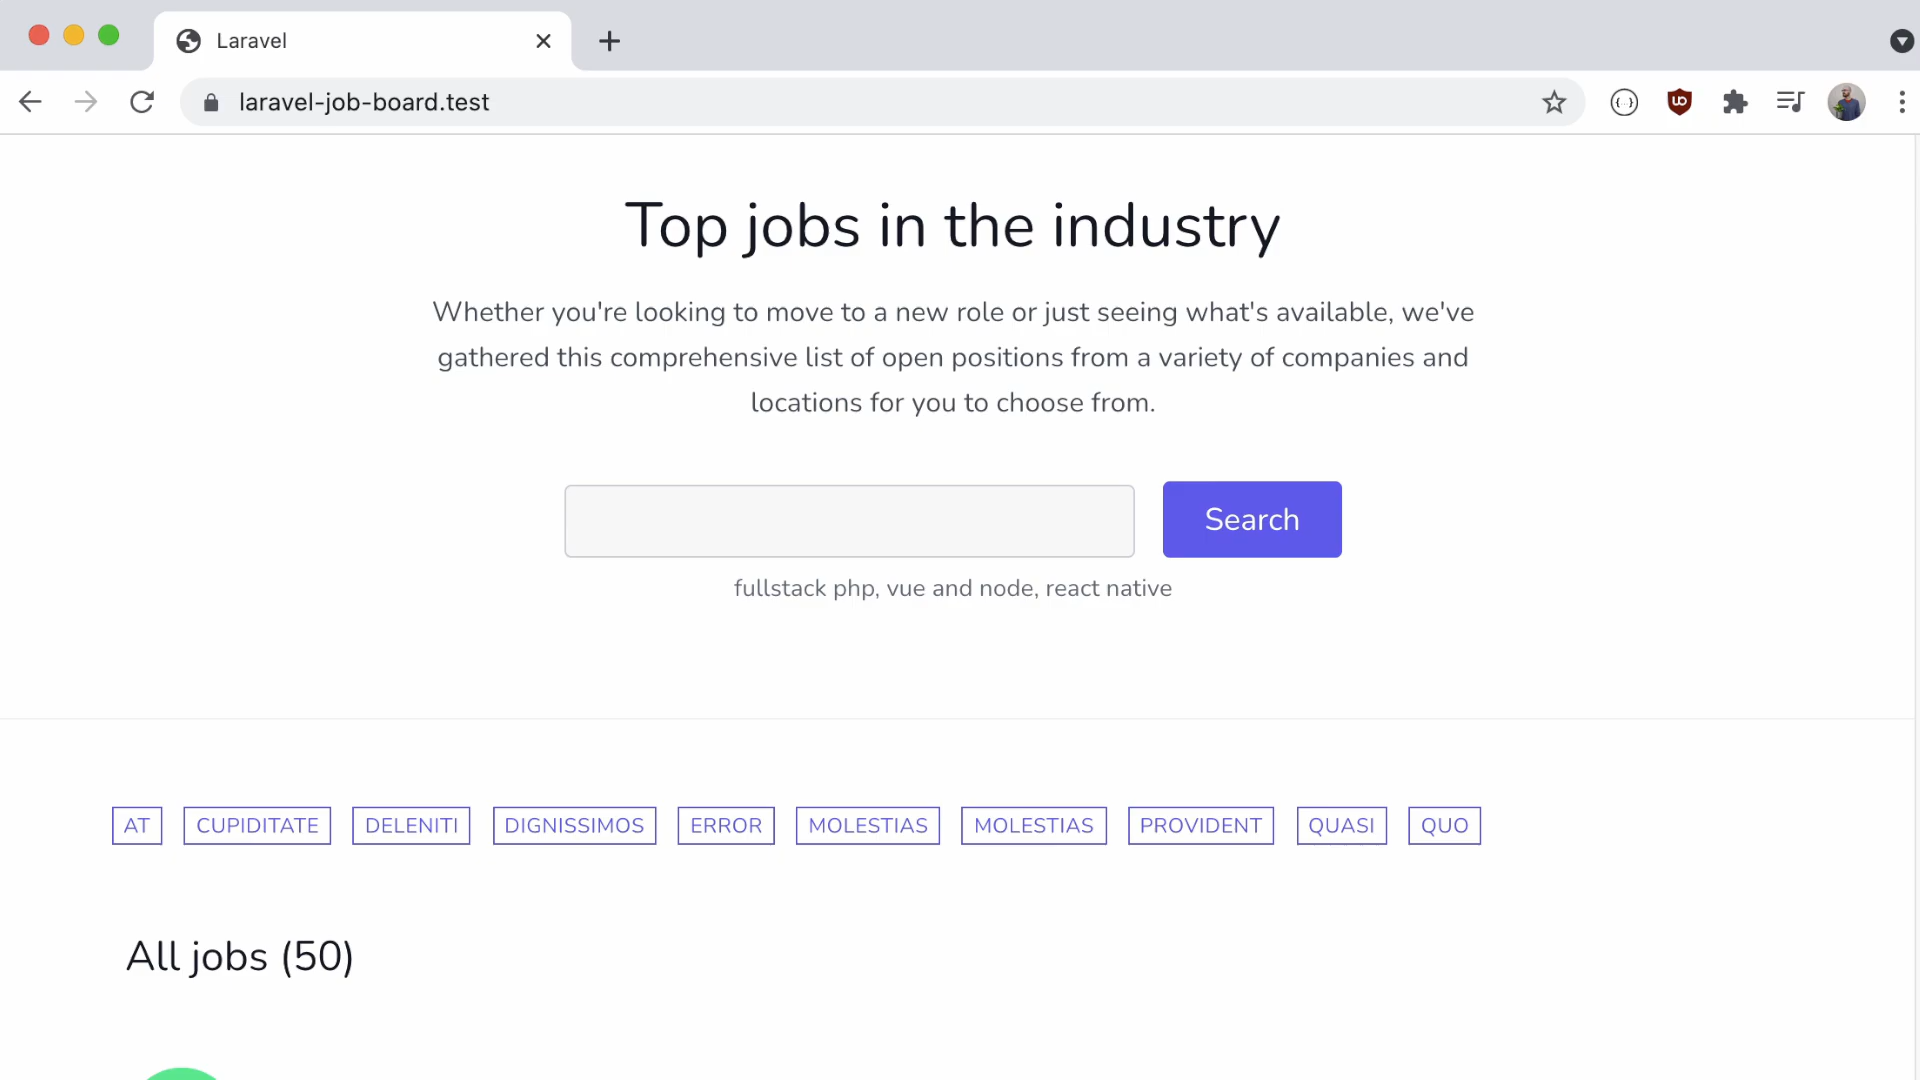 Laravel
laravel-job-board.test
Top jobs in the industry
Whether you're looking to move to a new role or just seeing what's available, we've
gathered this comprehensive list of open positions from a variety of companies and
locations for you to choose from.
Search
fullstack php, vue and node, react native
AT CUPIDITATE DELENITI DIGNISSIMOS ERROR MOLESTIAS MOLESTIAS PROVIDENT QUASI QUO
All jobs (50)